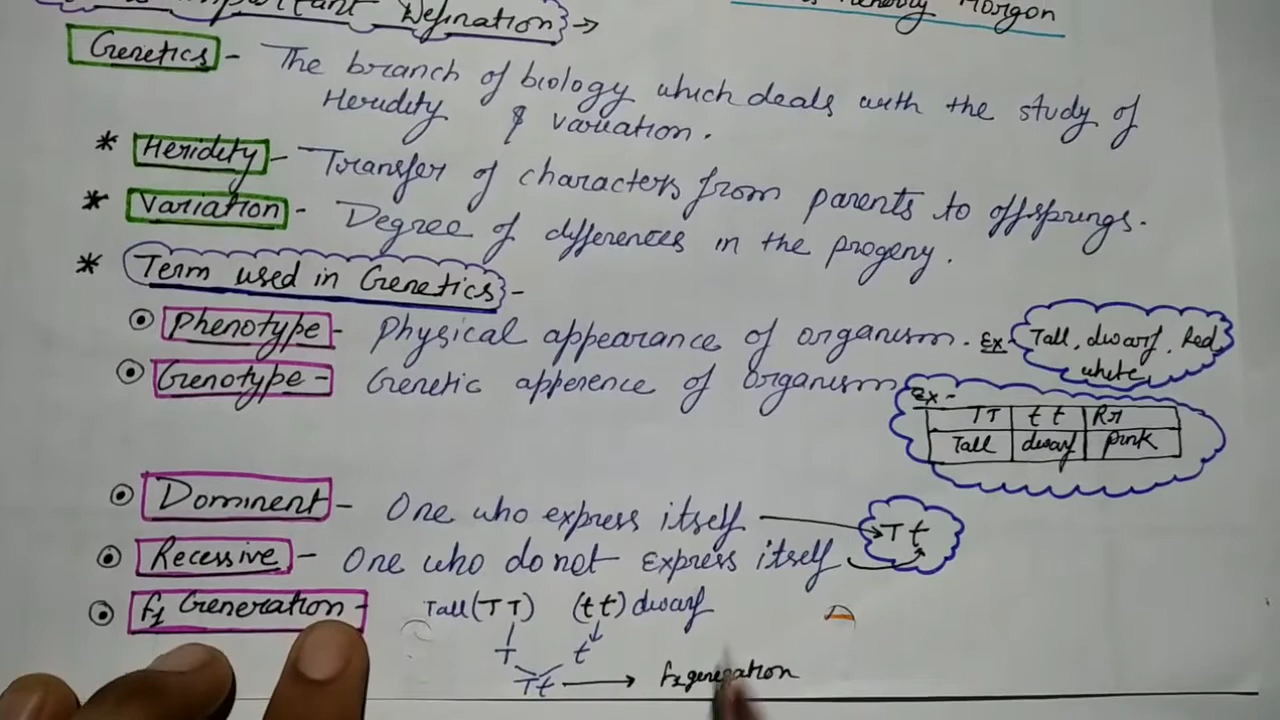 Important Defination →
Henery Morgon
Genetics - The branch of biology which deals with the study of
Heridity & variation.
* Heridity - Transfer of characters from parents to offsprings.
* Variation - Degree of differences in the progeny.
* Term used in Genetics -
Phenotype - Physical appearance of organism. Ex - Tall, dwarf, Red,
white
Genotype - Genetic apperence of organism
Ex -
TT tt Rr
Tall dwarf pink
Dominent - One who express itself → Tt
Recessive - One who do not express itself
F1 Generation - Tall (TT) (tt) dwarf
T t
Tt → F1 generation